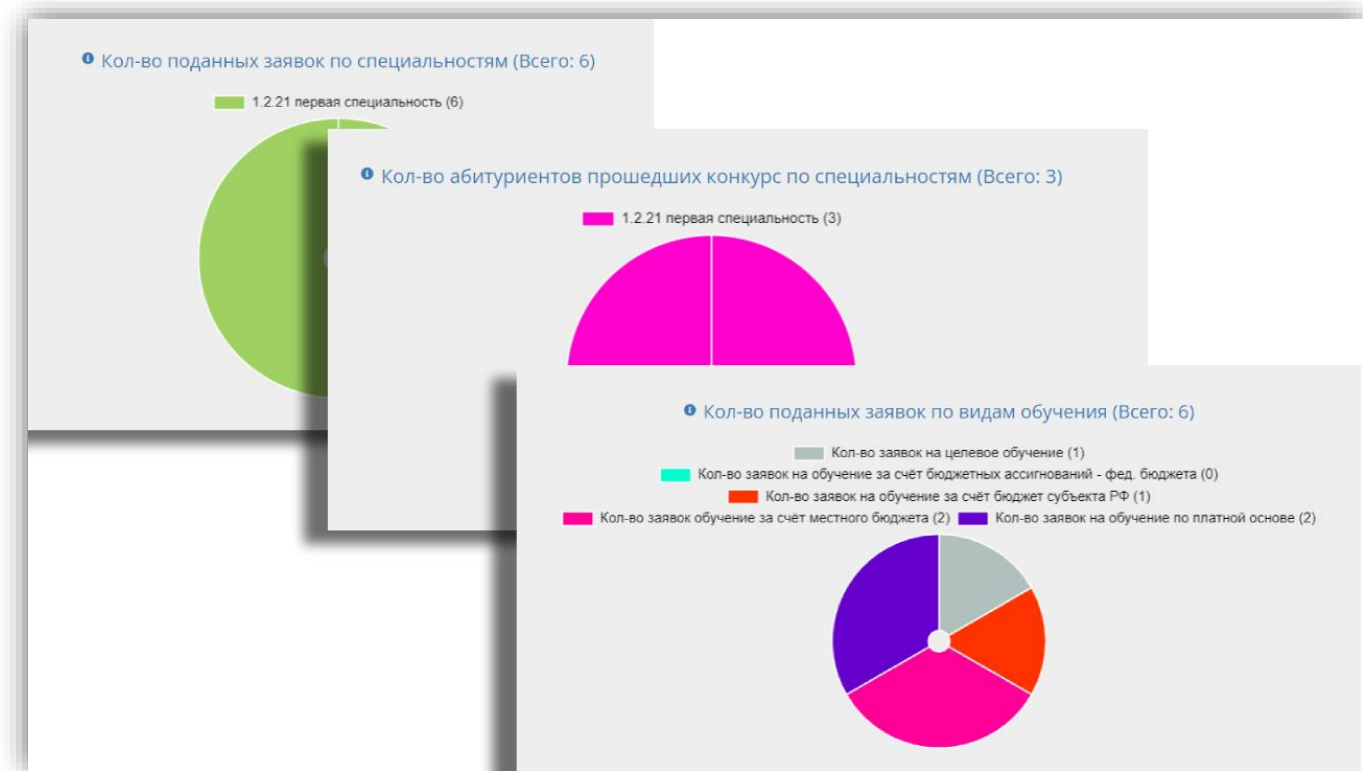 Кол-во поданных заявок по специальностям (Всего: 6)
1.2.21 первая специальность (6)
Кол-во абитуриентов прошедших конкурс по специальностям (Всего: 3)
1.2.21 первая специальность (3)
Кол-во поданных заявок по видам обучения (Всего: 6)
Кол-во заявок на целевое обучение (1)
Кол-во заявок на обучение за счёт бюджетных ассигнований - фед. бюджета (0)
Кол-во заявок на обучение за счёт бюджет субъекта РФ (1)
Кол-во заявок обучение за счёт местного бюджета (2) Кол-во заявок на обучение по платной основе (2)